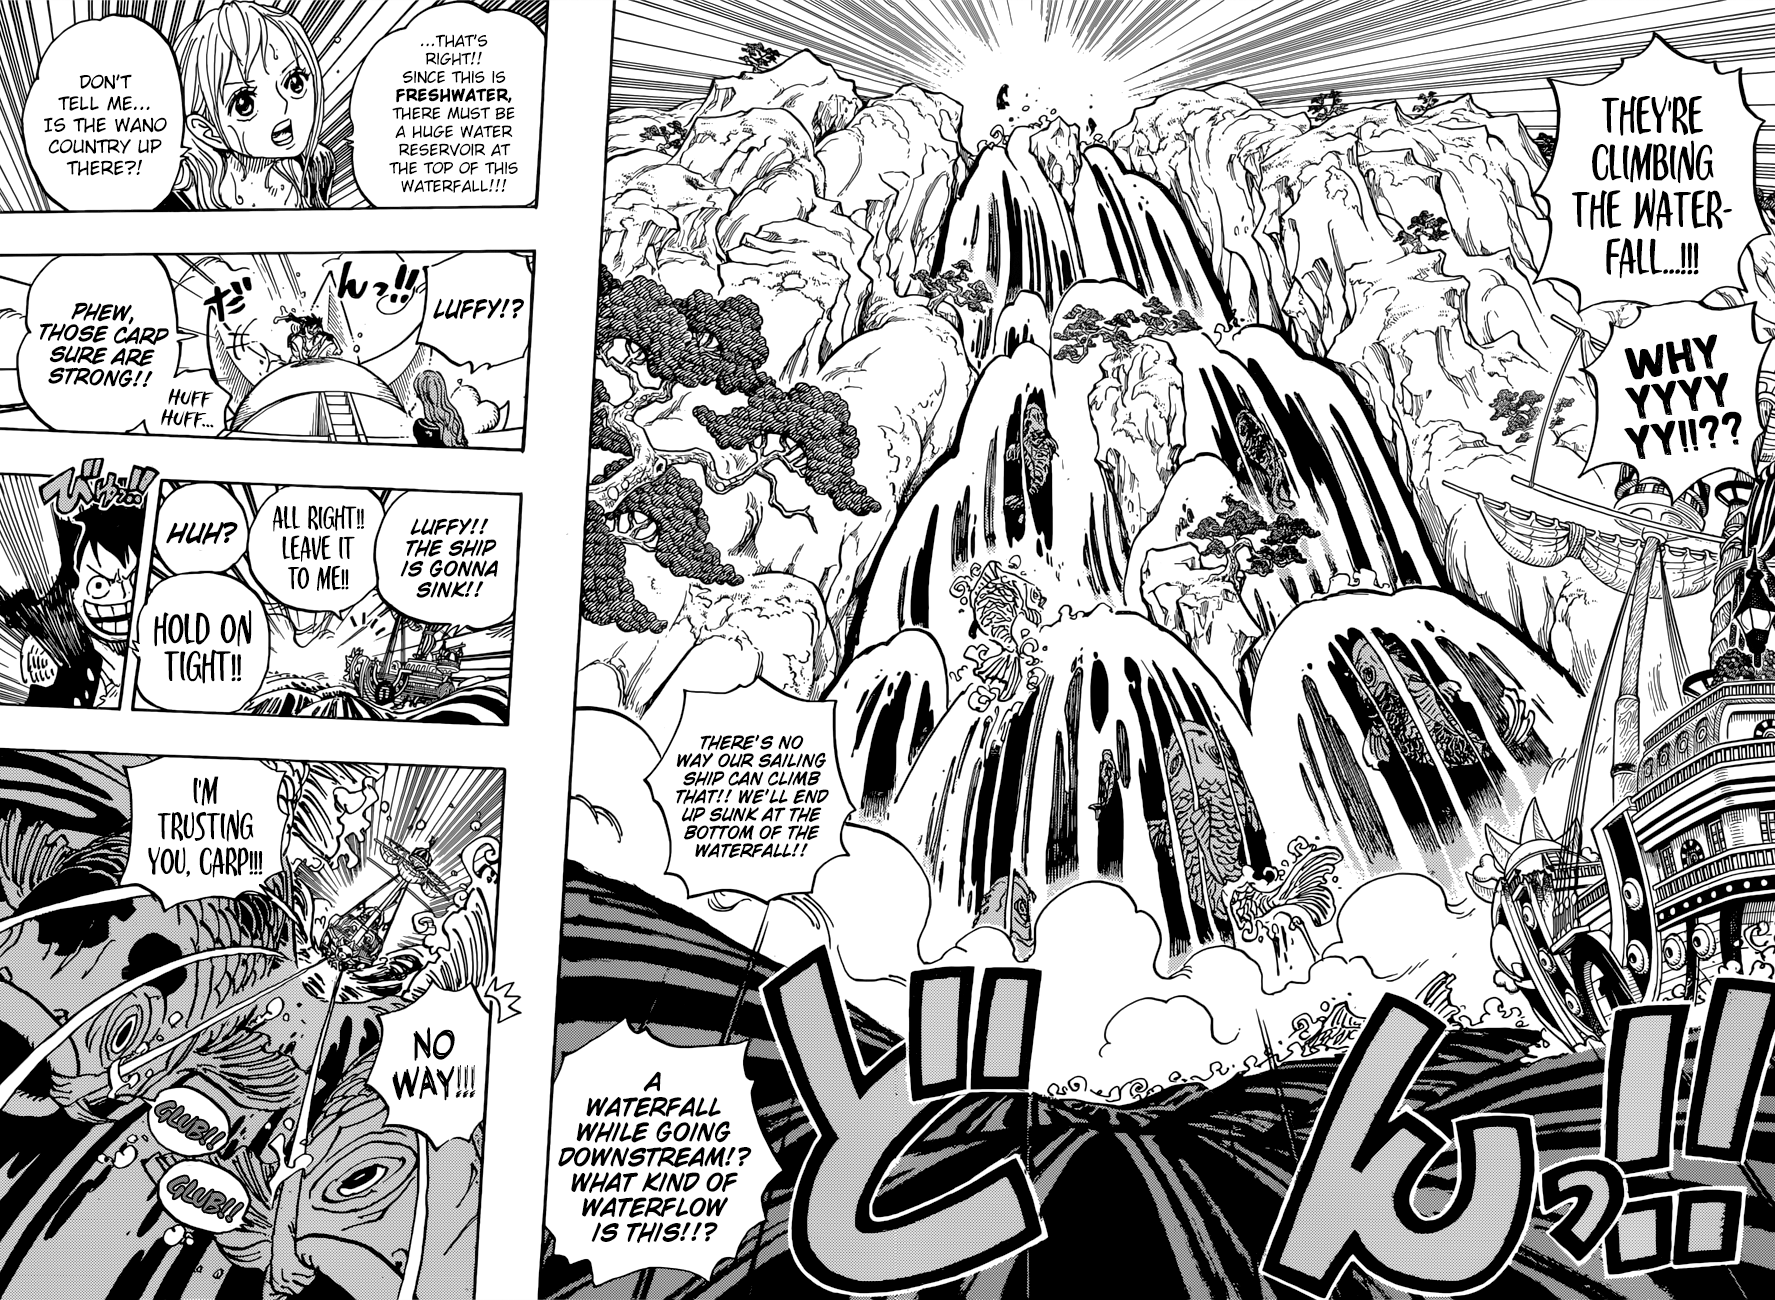 THEY'RE
CLIMBING
THE WATER-
FALL...!!!
WHY
YYYY
YY!!??
THERE'S NO
WAY OUR SAILING
SHIP CAN CLIMB
THAT!! WE'LL END
UP SUNK AT THE
BOTTOM OF THE
WATERFALL!!
A
WATERFALL
WHILE GOING
DOWNSTREAM!?
WHAT KIND OF
WATERFLOW
IS THIS!!?
どんっ!!
...THAT'S
RIGHT!!
SINCE THIS IS
FRESHWATER,
THERE MUST BE
A HUGE WATER
RESERVOIR AT
THE TOP OF THIS
WATERFALL!!!
DON'T
TELL ME...
IS THE WANO
COUNTRY UP
THERE?!
LUFFY!?
だんっ!!
PHEW,
THOSE CARP
SURE ARE
STRONG!!
HUFF
HUFF...
LUFFY!!
THE SHIP
IS GONNA
SINK!!
ALL RIGHT!!
LEAVE IT
TO ME!!
HUH?
HOLD ON
TIGHT!!
I'M
TRUSTING
YOU, CARP!!!
NO
WAY!!!
GLUB!!
GLUB!!